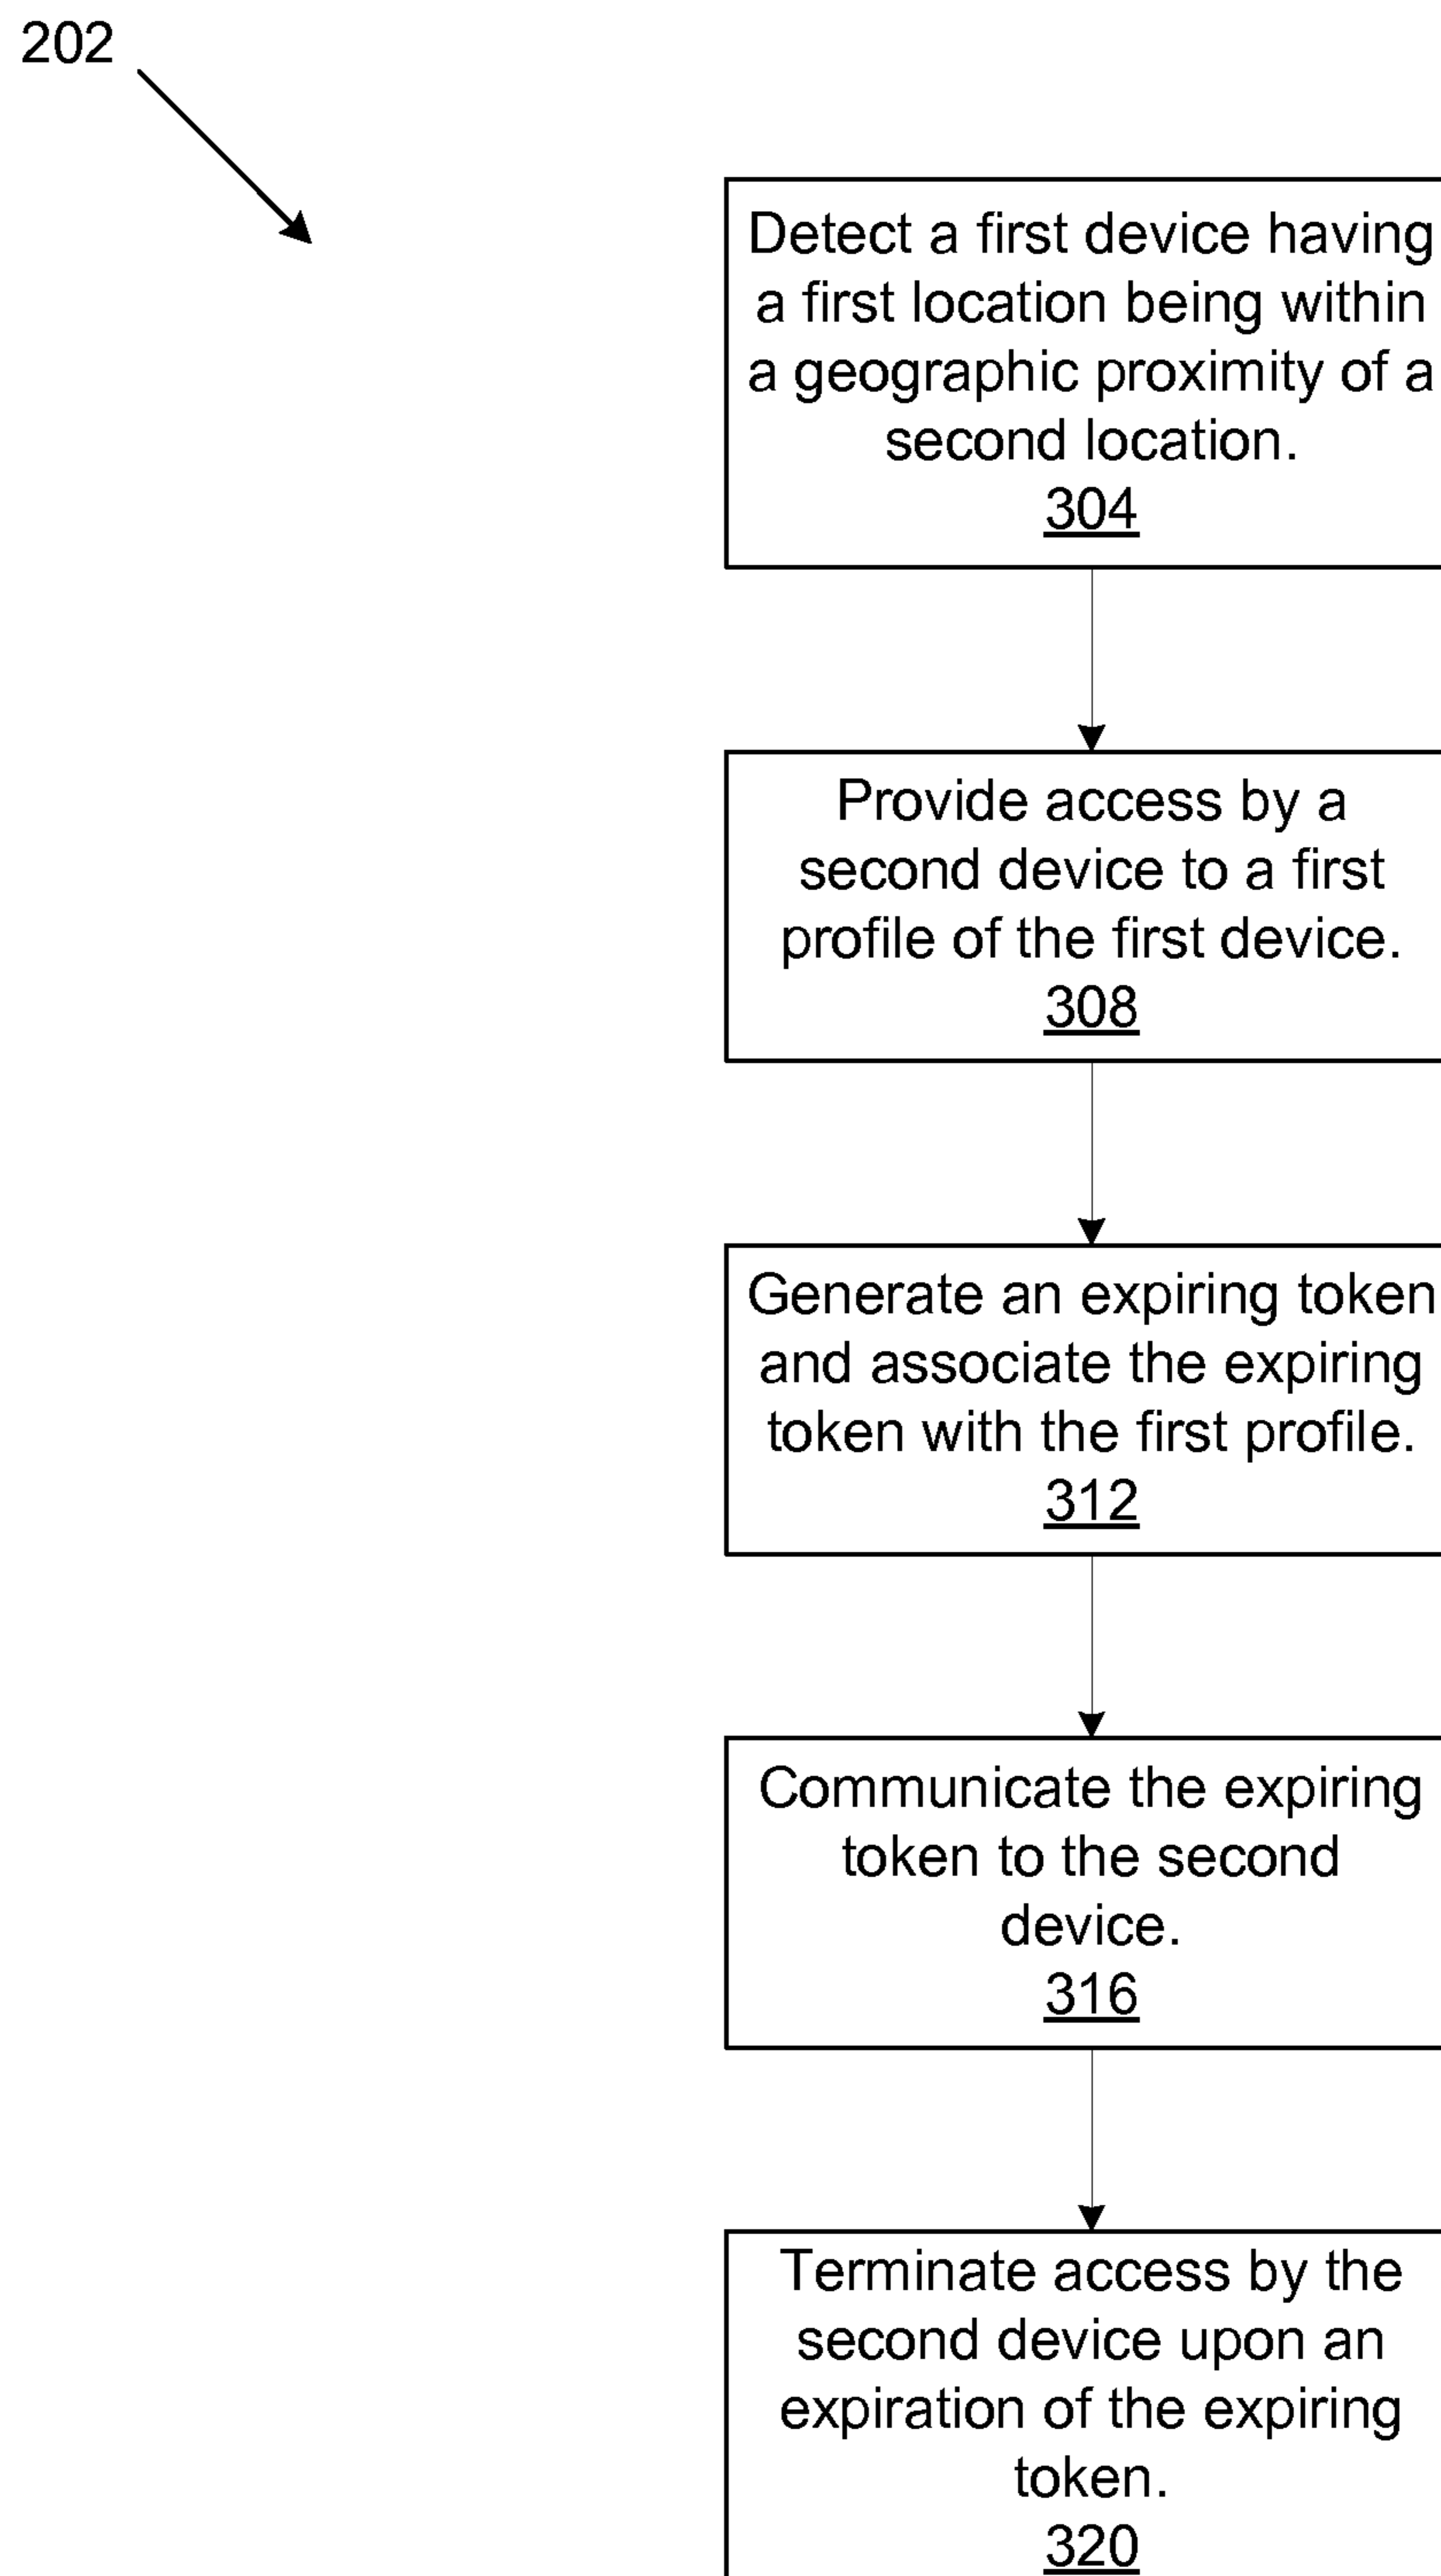 202
Detect a first device having
a first location being within
a geographic proximity of a
second location.
304
Provide access by a
second device to a first
profile of the first device.
308
Generate an expiring token
and associate the expiring
token with the first profile.
312
Communicate the expiring
token to the second
device.
316
Terminate access by the
second device upon an
expiration of the expiring
token.
320